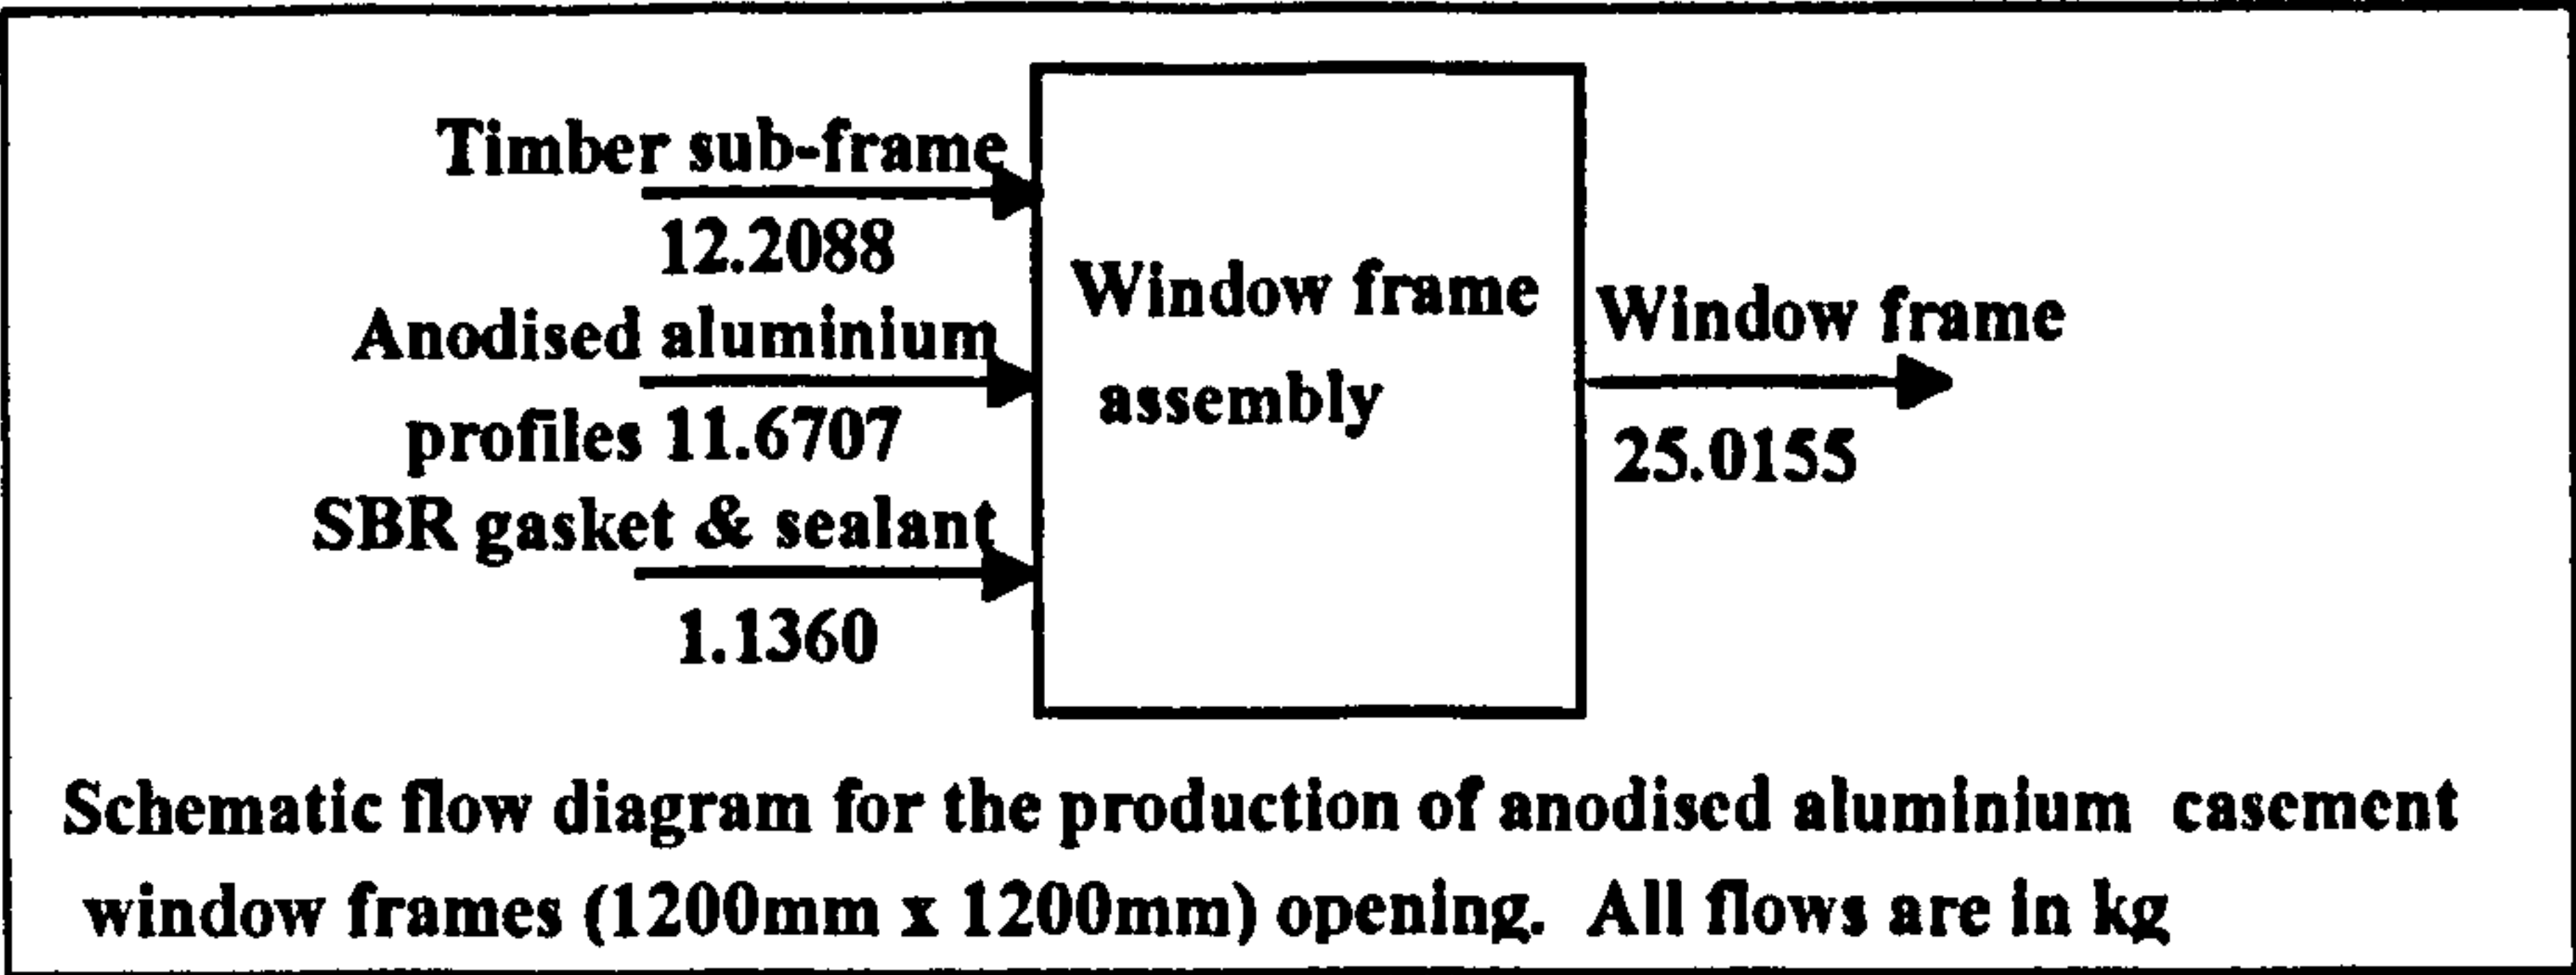 Timber sub-frame
12.2088
Anodised aluminium
profiles 11.6707
SBR gasket & sealant
1.1360
Window frame
assembly
Window frame
25.0155
Schematic flow diagram for the production of anodised aluminium casement
window frames (1200mm x 1200mm) opening. All flows are in kg